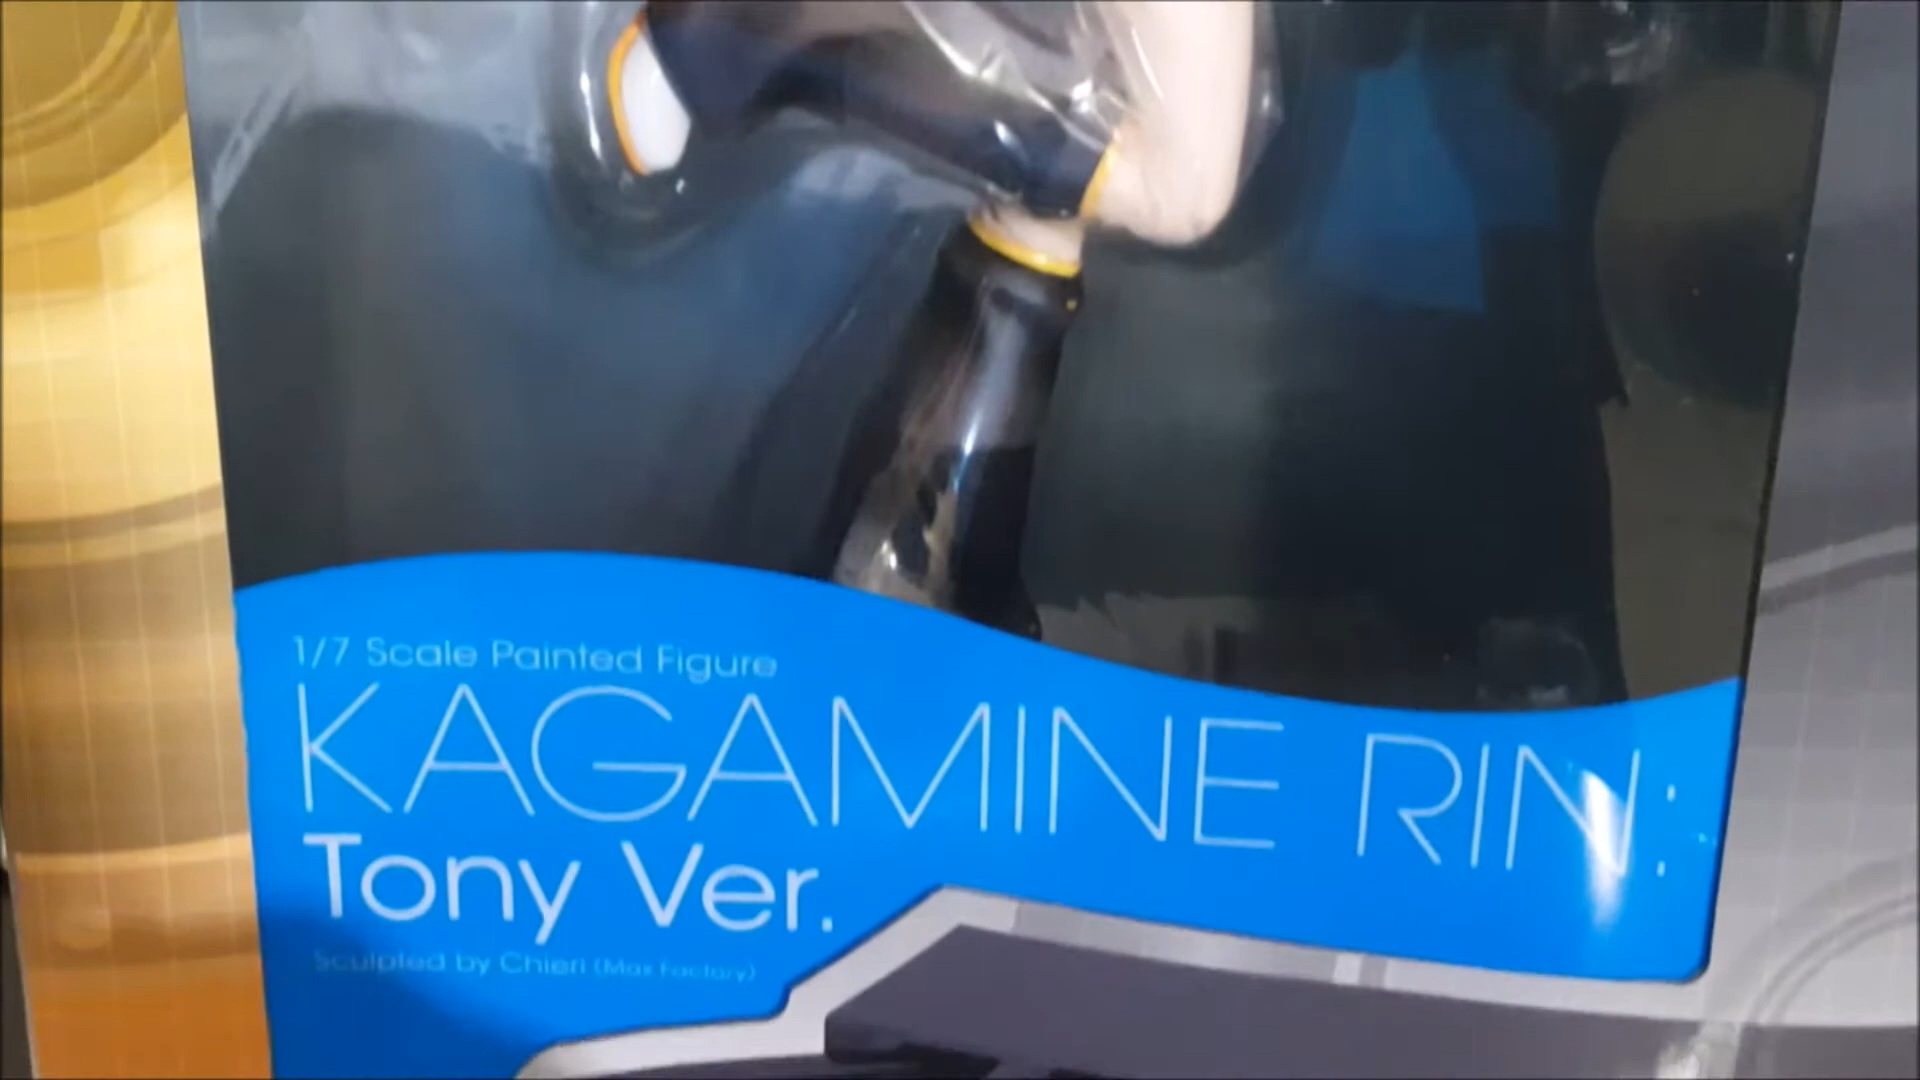 1/7 Scale Painted Figure
KAGAMINE RIN:
Tony Ver.
Sculpted by Chieri (Max Factory)